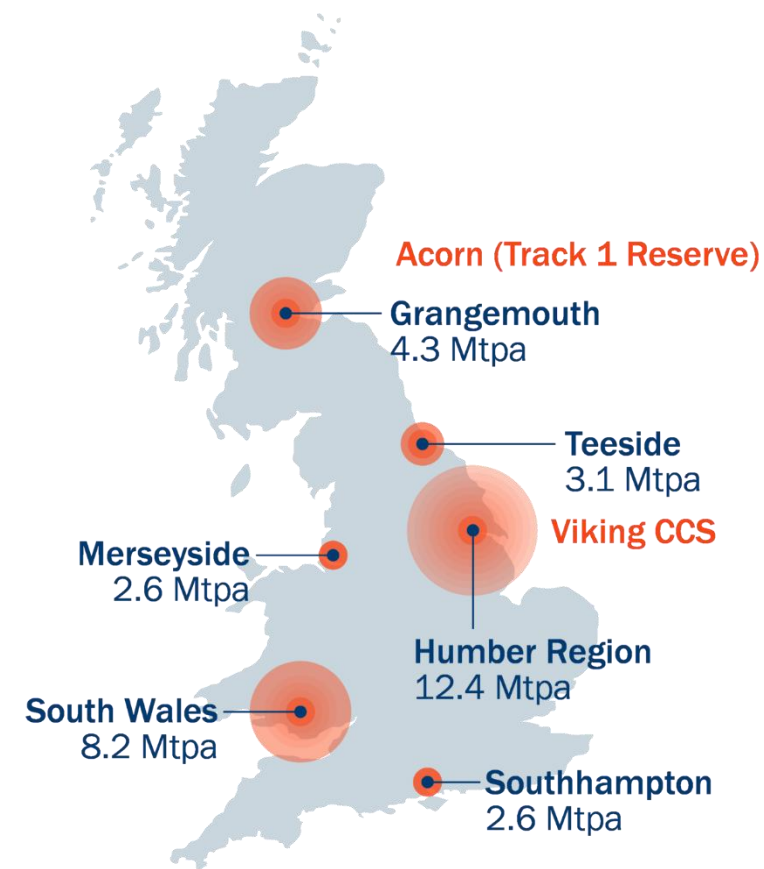 Acorn (Track 1 Reserve)
Grangemouth
4.3 Mtpa
Teeside
3.1 Mtpa
Viking CCS
Merseyside
2.6 Mtpa
Humber Region
12.4 Mtpa
South Wales
8.2 Mtpa
Southhampton
2.6 Mtpa